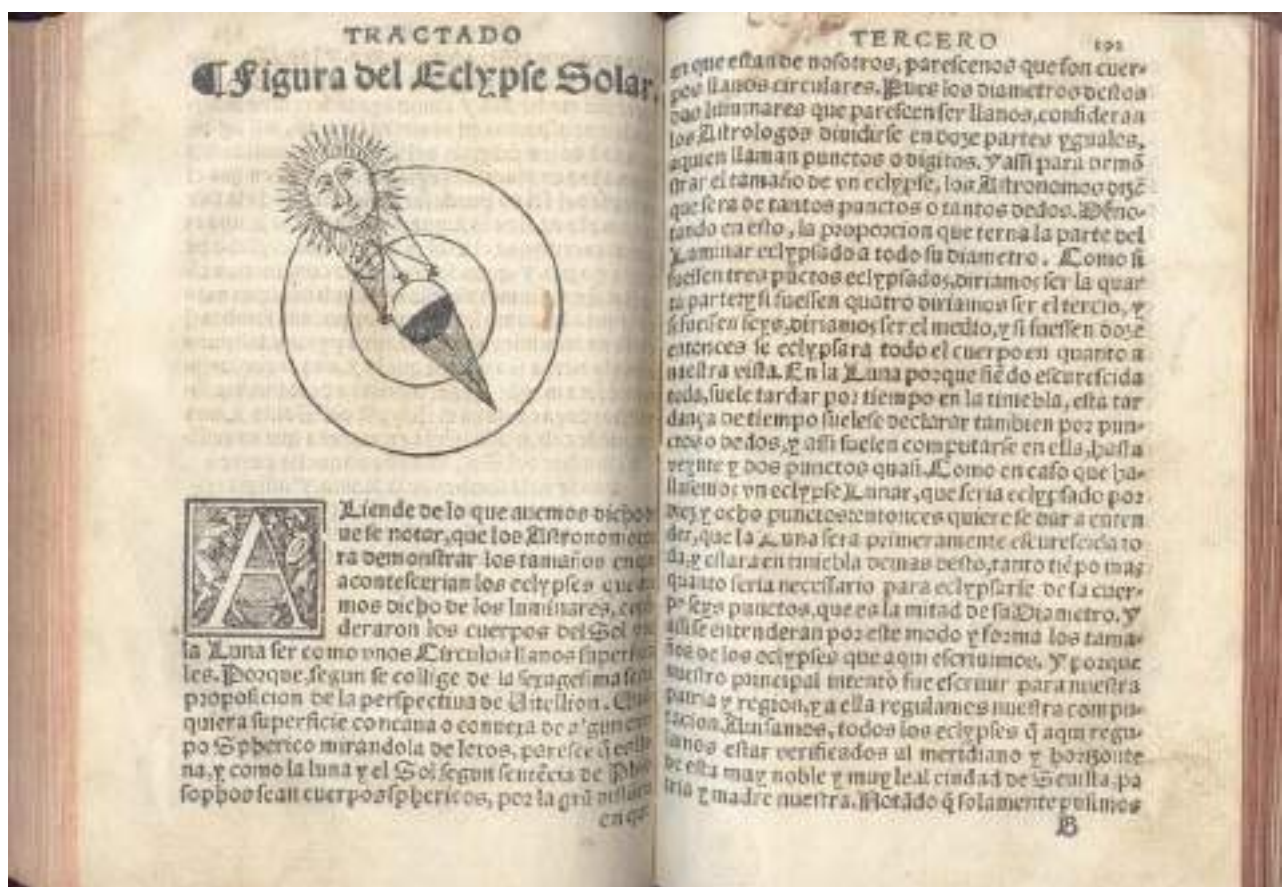 TRACTADO
¶ Figura del Eclypse Solar.
ALlende de lo que auemos dicho
ue se notar, que los Astronomos
ra demonstrar los tamaños en q̄
acontescerian los eclypses que
mos dicho de los luminares,
deraron los cuerpos del Sol
la Luna ser como vnos Circulos llanos
les. Porque, segun se collige de la sexagesima
proposicion de la perspectiua de Vitellion.
quiera superficie concaua o conuexa de algun
po Spherico mirandola de lexos, paresce q̄
na, y como la luna y el Sol segun sentẽcia de
sophos sean cuerpos sphericos, por la grã
en que
TERCERO
en que estan de nosotros, parescenos que son cuer-
pos llanos circulares. Pues los diametros destos
dos luminares que parescen ser llanos, consideran
los Astrologos diuidirse en doze partes yguales,
aquien llaman punctos o digitos. Y assi para demõ
strar el tamaño de vn eclypse, los Astronomos dizẽ
que sera de tantos punctos o tantos dedos. Deno-
tando en esto, la proporcion que terna la parte del
Luminar eclypsado a todo su diametro. Como si
fuessen tres pũctos eclypsados, diriamos ser la quar
ta parte, y si fuessen quatro diriamos ser el tercio, y
si fuessen seys, diriamos ser el medio, y si fuessen doze
entonces se eclypsara todo el cuerpo en quanto a
nuestra vista. En la Luna porque siẽdo escurescida
toda, suele tardar por tiempo en la tiniebla, esta tar
dança de tiempo suelese declarar tambien por pun-
ctos o dedos, y assi suelen computarse en ella, hasta
veynte y dos punctos quasi. Como en caso que ha-
llassemos vn eclypse Lunar, que seria eclypsado por
diez y ocho punctos: entonces quiere se dar a enten
der, que la Luna sera primeramente escurescida to
da, y estara en tiniebla demas desto, tanto tiẽpo mas
quanto seria necessario para eclypsarse de su cuer-
po seys punctos, que es la mitad de su Diametro. Y
assi se entenderan por este modo y forma los tama-
ños de los eclypses que aqui escriuimos. Y porque
nuestro principal intento fue escreuir para nuestra
patria y region, y a ella regulamos nuestra compu-
tacion. Auisamos, todos los eclypses q̄ aqui regu-
lamos estar verificados al meridiano y horizonte
de esta muy noble y muy leal ciudad de Seuilla, pa
tria y madre nuestra. Notãdo q̄ solamente pusimos
B